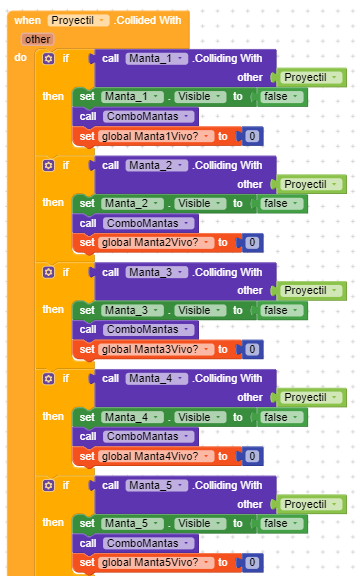 when Proyectil .Collided With
other
do if call Manta_1 .Colliding With
other Proyectil
then set Manta_1 . Visible to false
call ComboMantas
set global Manta1Vivo? to 0
if call Manta_2 .Colliding With
other Proyectil
then set Manta_2 . Visible to false
call ComboMantas
set global Manta2Vivo? to 0
if call Manta_3 .Colliding With
other Proyectil
then set Manta_3 . Visible to false
call ComboMantas
set global Manta3Vivo? to 0
if call Manta_4 .Colliding With
other Proyectil
then set Manta_4 . Visible to false
call ComboMantas
set global Manta4Vivo? to 0
if call Manta_5 .Colliding With
other Proyectil
then set Manta_5 . Visible to false
call ComboMantas
set global Manta5Vivo? to 0